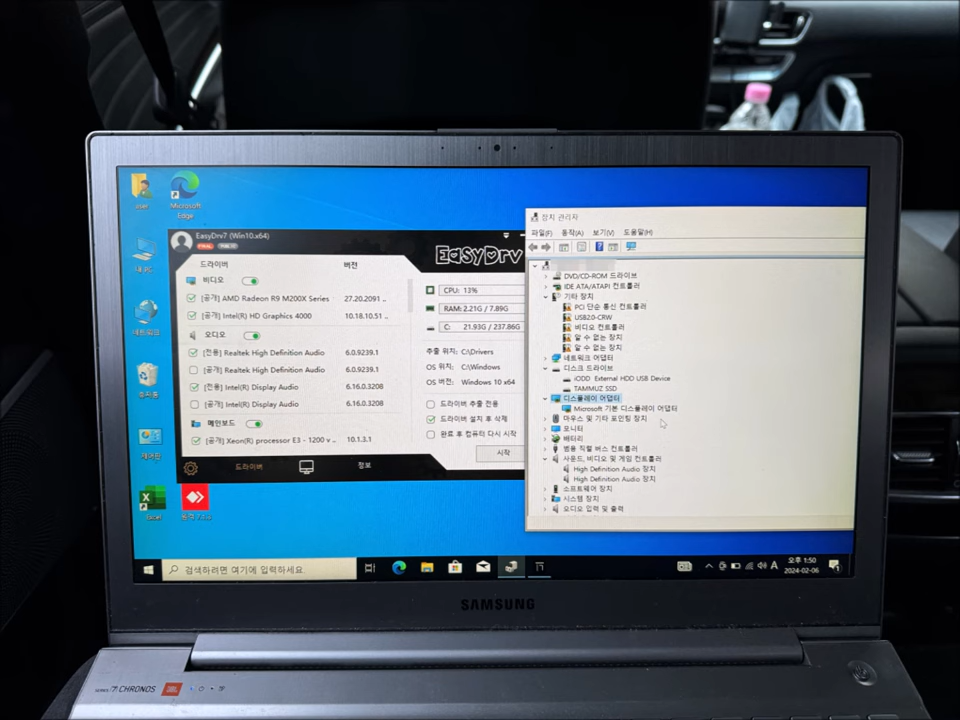 user
Microsoft
Edge
내 PC
네트워크
휴지통
제어판
Excel
EasyDrv7 (Win10.x64)
드라이버
버전
비디오
[공개] AMD Radeon R9 M200X Series
27.20.2091 ..
[공개] Intel(R) HD Graphics 4000
10.18.10.51 ..
오디오
[전용] Realtek High Definition Audio
6.0.9239.1
[공개] Realtek High Definition Audio
6.0.9239.1
[전용] Intel(R) Display Audio
6.16.0.3208
[공개] Intel(R) Display Audio
6.16.0.3208
메인보드
[공개] Xeon(R) processor E3 - 1200 v ..
10.1.3.1
드라이버
정보
EasyDrv
CPU: 13%
RAM: 2.21G / 7.89G
C: 21.93G / 237.86G
추출 위치: C:\Drivers
OS 위치: C:\Windows
OS 버전: Windows 10 x64
드라이버 추출 전용
드라이버 설치 후 삭제
완료 후 컴퓨터 다시 시작
시작
장치 관리자
파일(F) 동작(A) 보기(V) 도움말(H)
DVD/CD-ROM 드라이브
IDE ATA/ATAPI 컨트롤러
기타 장치
PCI 단순 통신 컨트롤러
USB2.0-CRW
비디오 컨트롤러
알 수 없는 장치
알 수 없는 장치
네트워크 어댑터
디스크 드라이브
iODD External HDD USB Device
TAMMUZ SSD
디스플레이 어댑터
Microsoft 기본 디스플레이 어댑터
마우스 및 기타 포인팅 장치
모니터
배터리
범용 직렬 버스 컨트롤러
사운드, 비디오 및 게임 컨트롤러
High Definition Audio 장치
High Definition Audio 장치
소프트웨어 장치
시스템 장치
오디오 입력 및 출력
검색하려면 여기에 입력하세요.
A
오후 1:50
2024-02-06
SAMSUNG
SERIES 7 CHRONOS
JBL